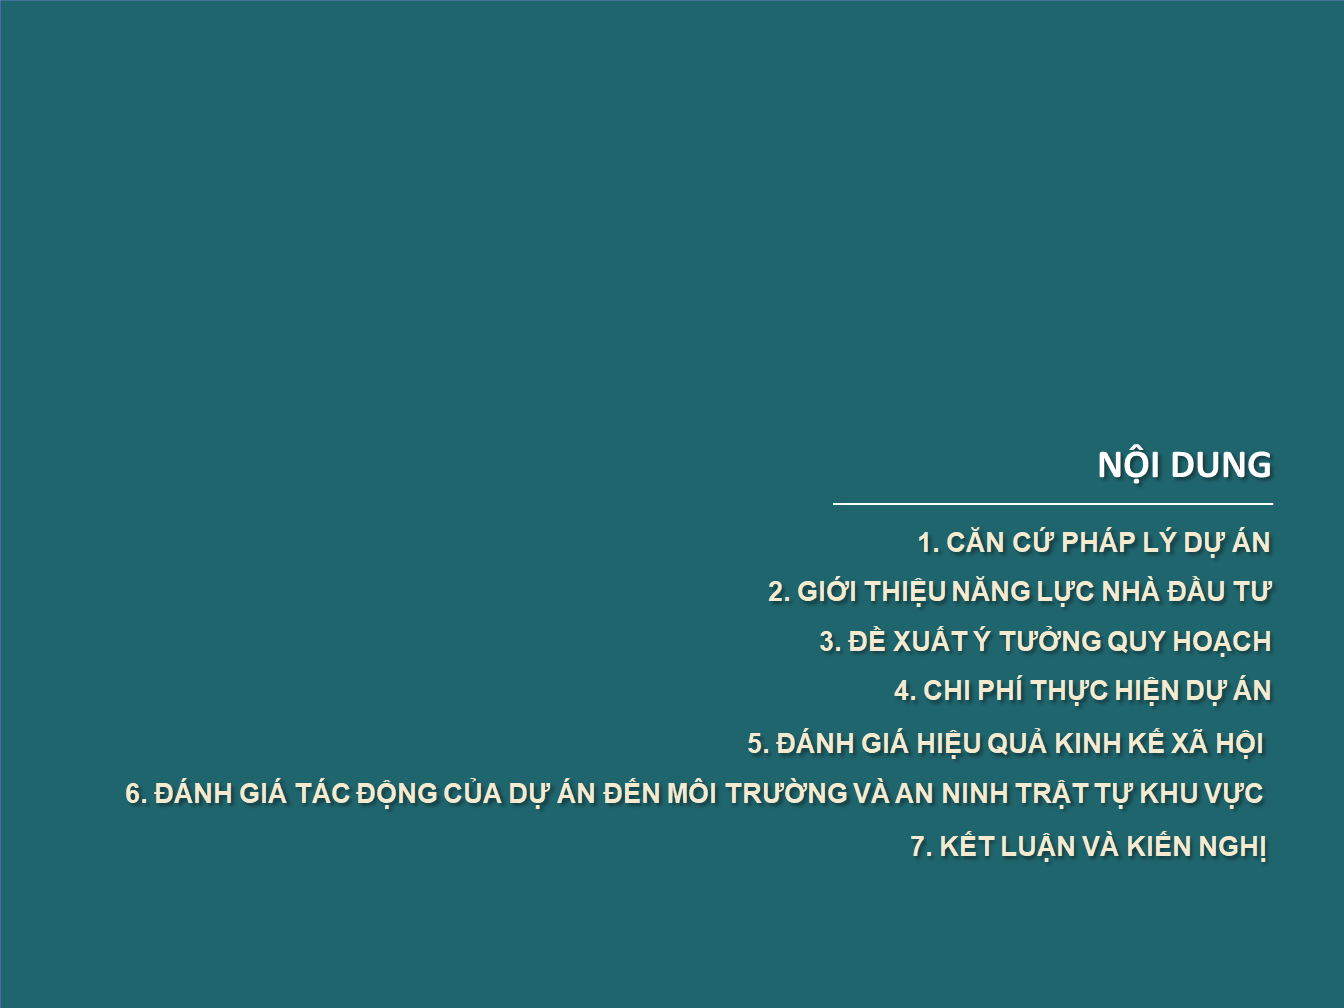 NỘI DUNG
1. CĂN CỨ PHÁP LÝ DỰ ÁN
2. GIỚI THIỆU NĂNG LỰC NHÀ ĐẦU TƯ
3. ĐỀ XUẤT Ý TƯỞNG QUY HOẠCH
4. CHI PHÍ THỰC HIỆN DỰ ÁN
5. ĐÁNH GIÁ HIỆU QUẢ KINH KẾ XÃ HỘI
6. ĐÁNH GIÁ TÁC ĐỘNG CỦA DỰ ÁN ĐẾN MÔI TRƯỜNG VÀ AN NINH TRẬT TỰ KHU VỰC
7. KẾT LUẬN VÀ KIẾN NGHỊ